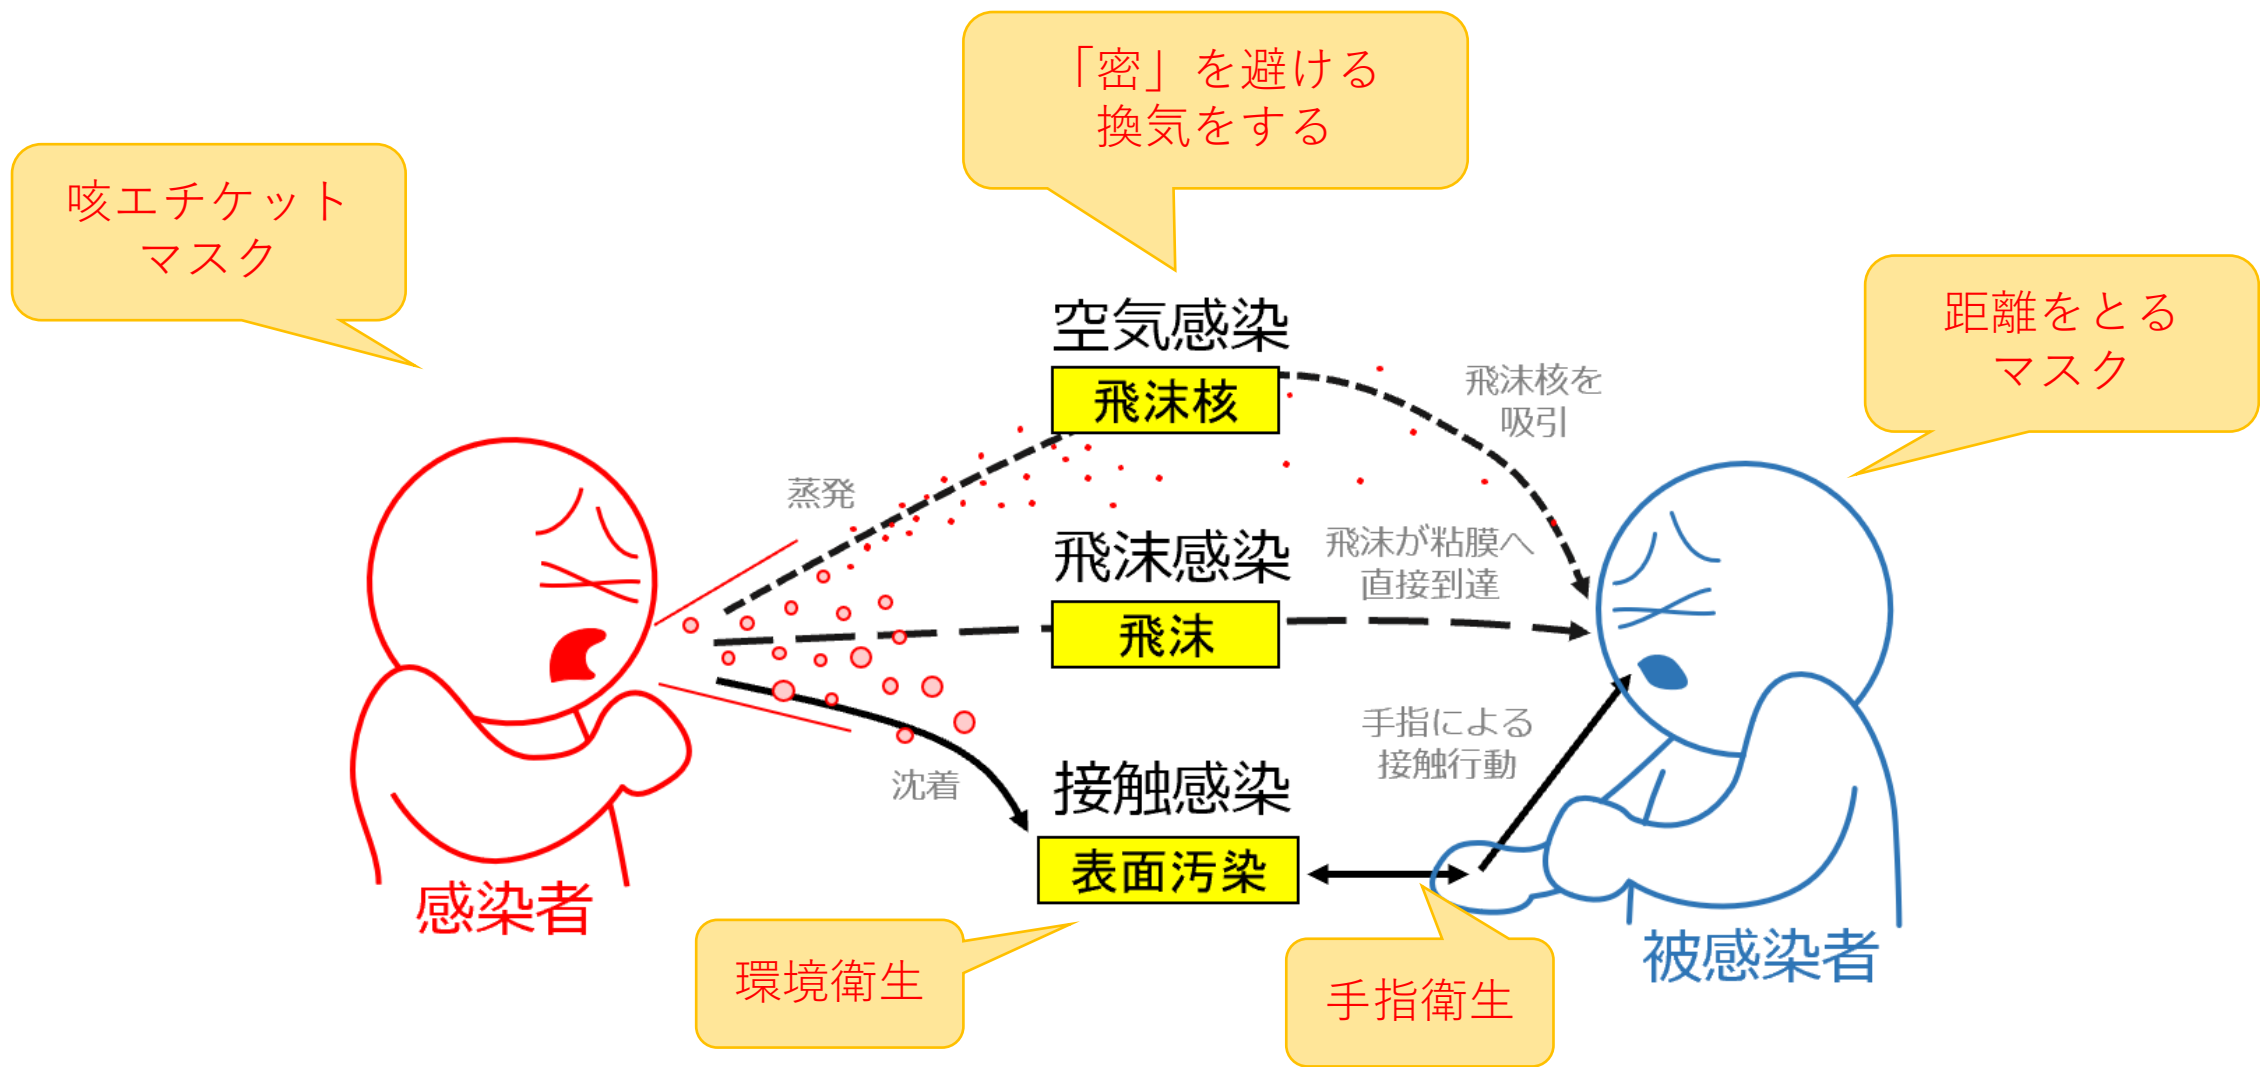 「密」を避ける
換気をする
咳エチケット
マスク
距離をとる
マスク
空気感染
飛沫核
飛沫核を
吸引
蒸発
飛沫感染
飛沫
飛沫が粘膜へ
直接到達
沈着
接触感染
表面汚染
手指による
接触行動
感染者
被感染者
環境衛生
手指衛生